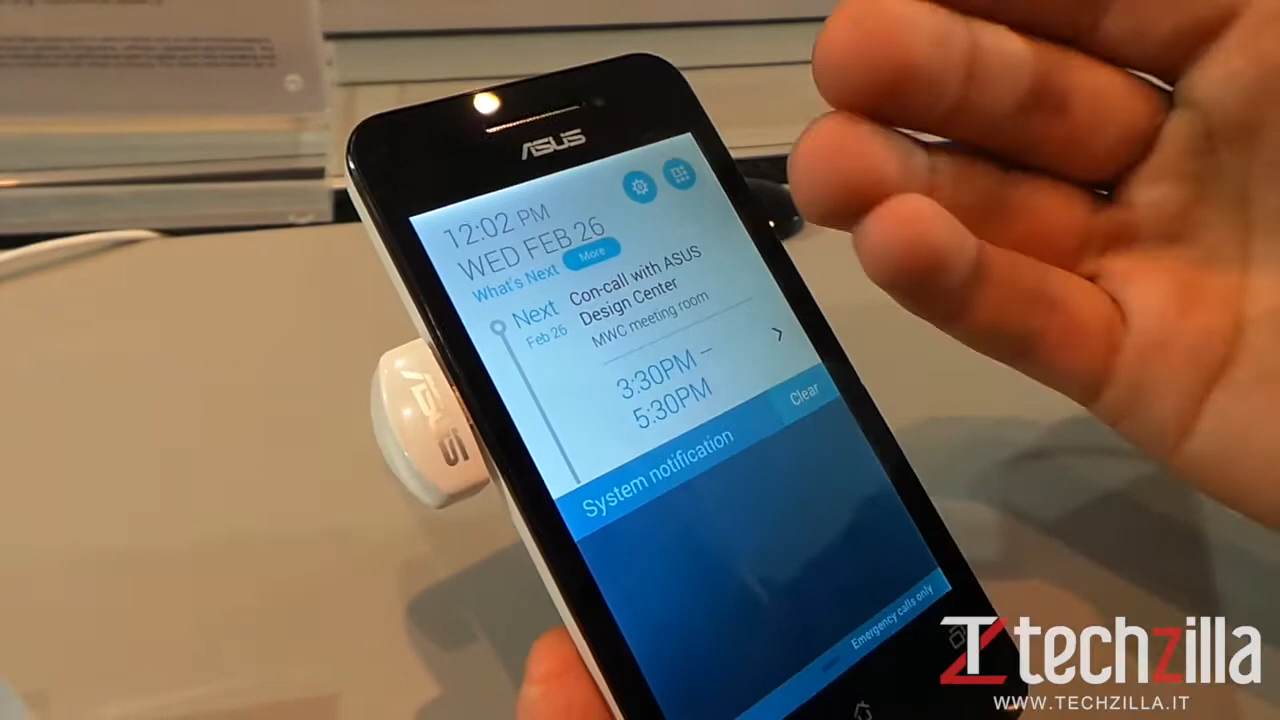 ASUS
12:02 PM
WED FEB 26
What's Next More
Next
Feb 26
Con-call with ASUS
Design Center
MWC meeting room
3:30PM –
5:30PM
System notification
Clear
Emergency calls only
ASUS
techzilla
WWW.TECHZILLA.IT